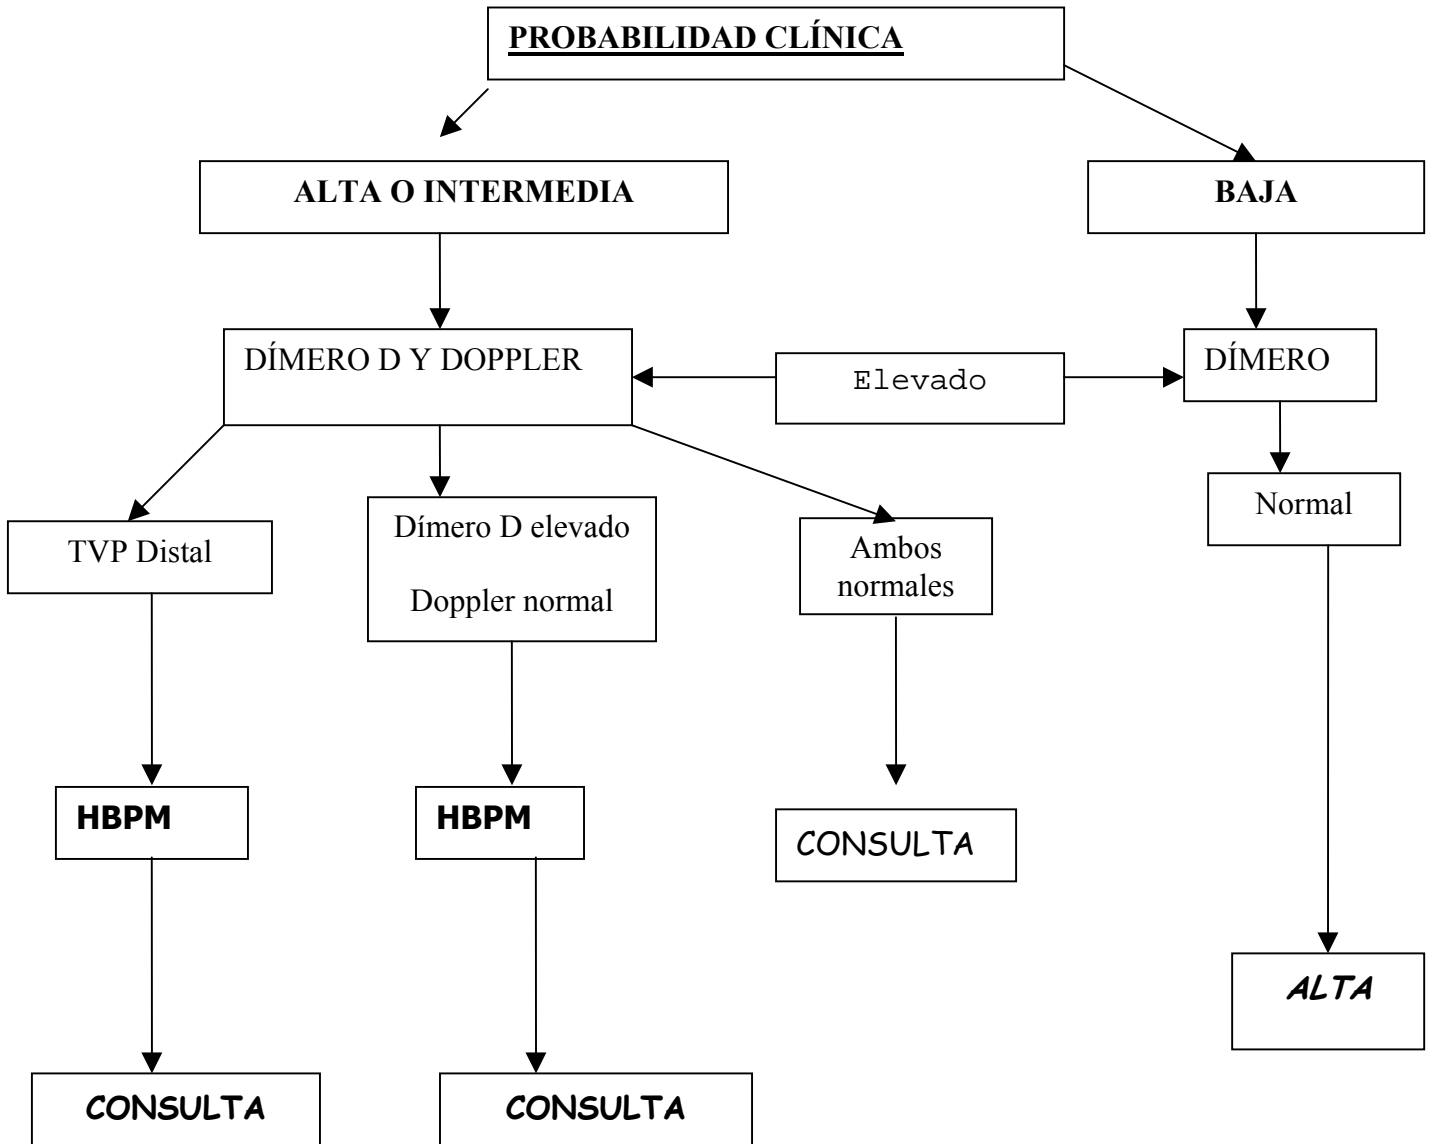 PROBABILIDAD CLÍNICA
ALTA O INTERMEDIA
BAJA
DÍMERO D Y DOPPLER
Elevado
DÍMERO
Normal
TVP Distal
Dímero D elevado
Doppler normal
Ambos
normales
HBPM
HBPM
CONSULTA
ALTA
CONSULTA
CONSULTA